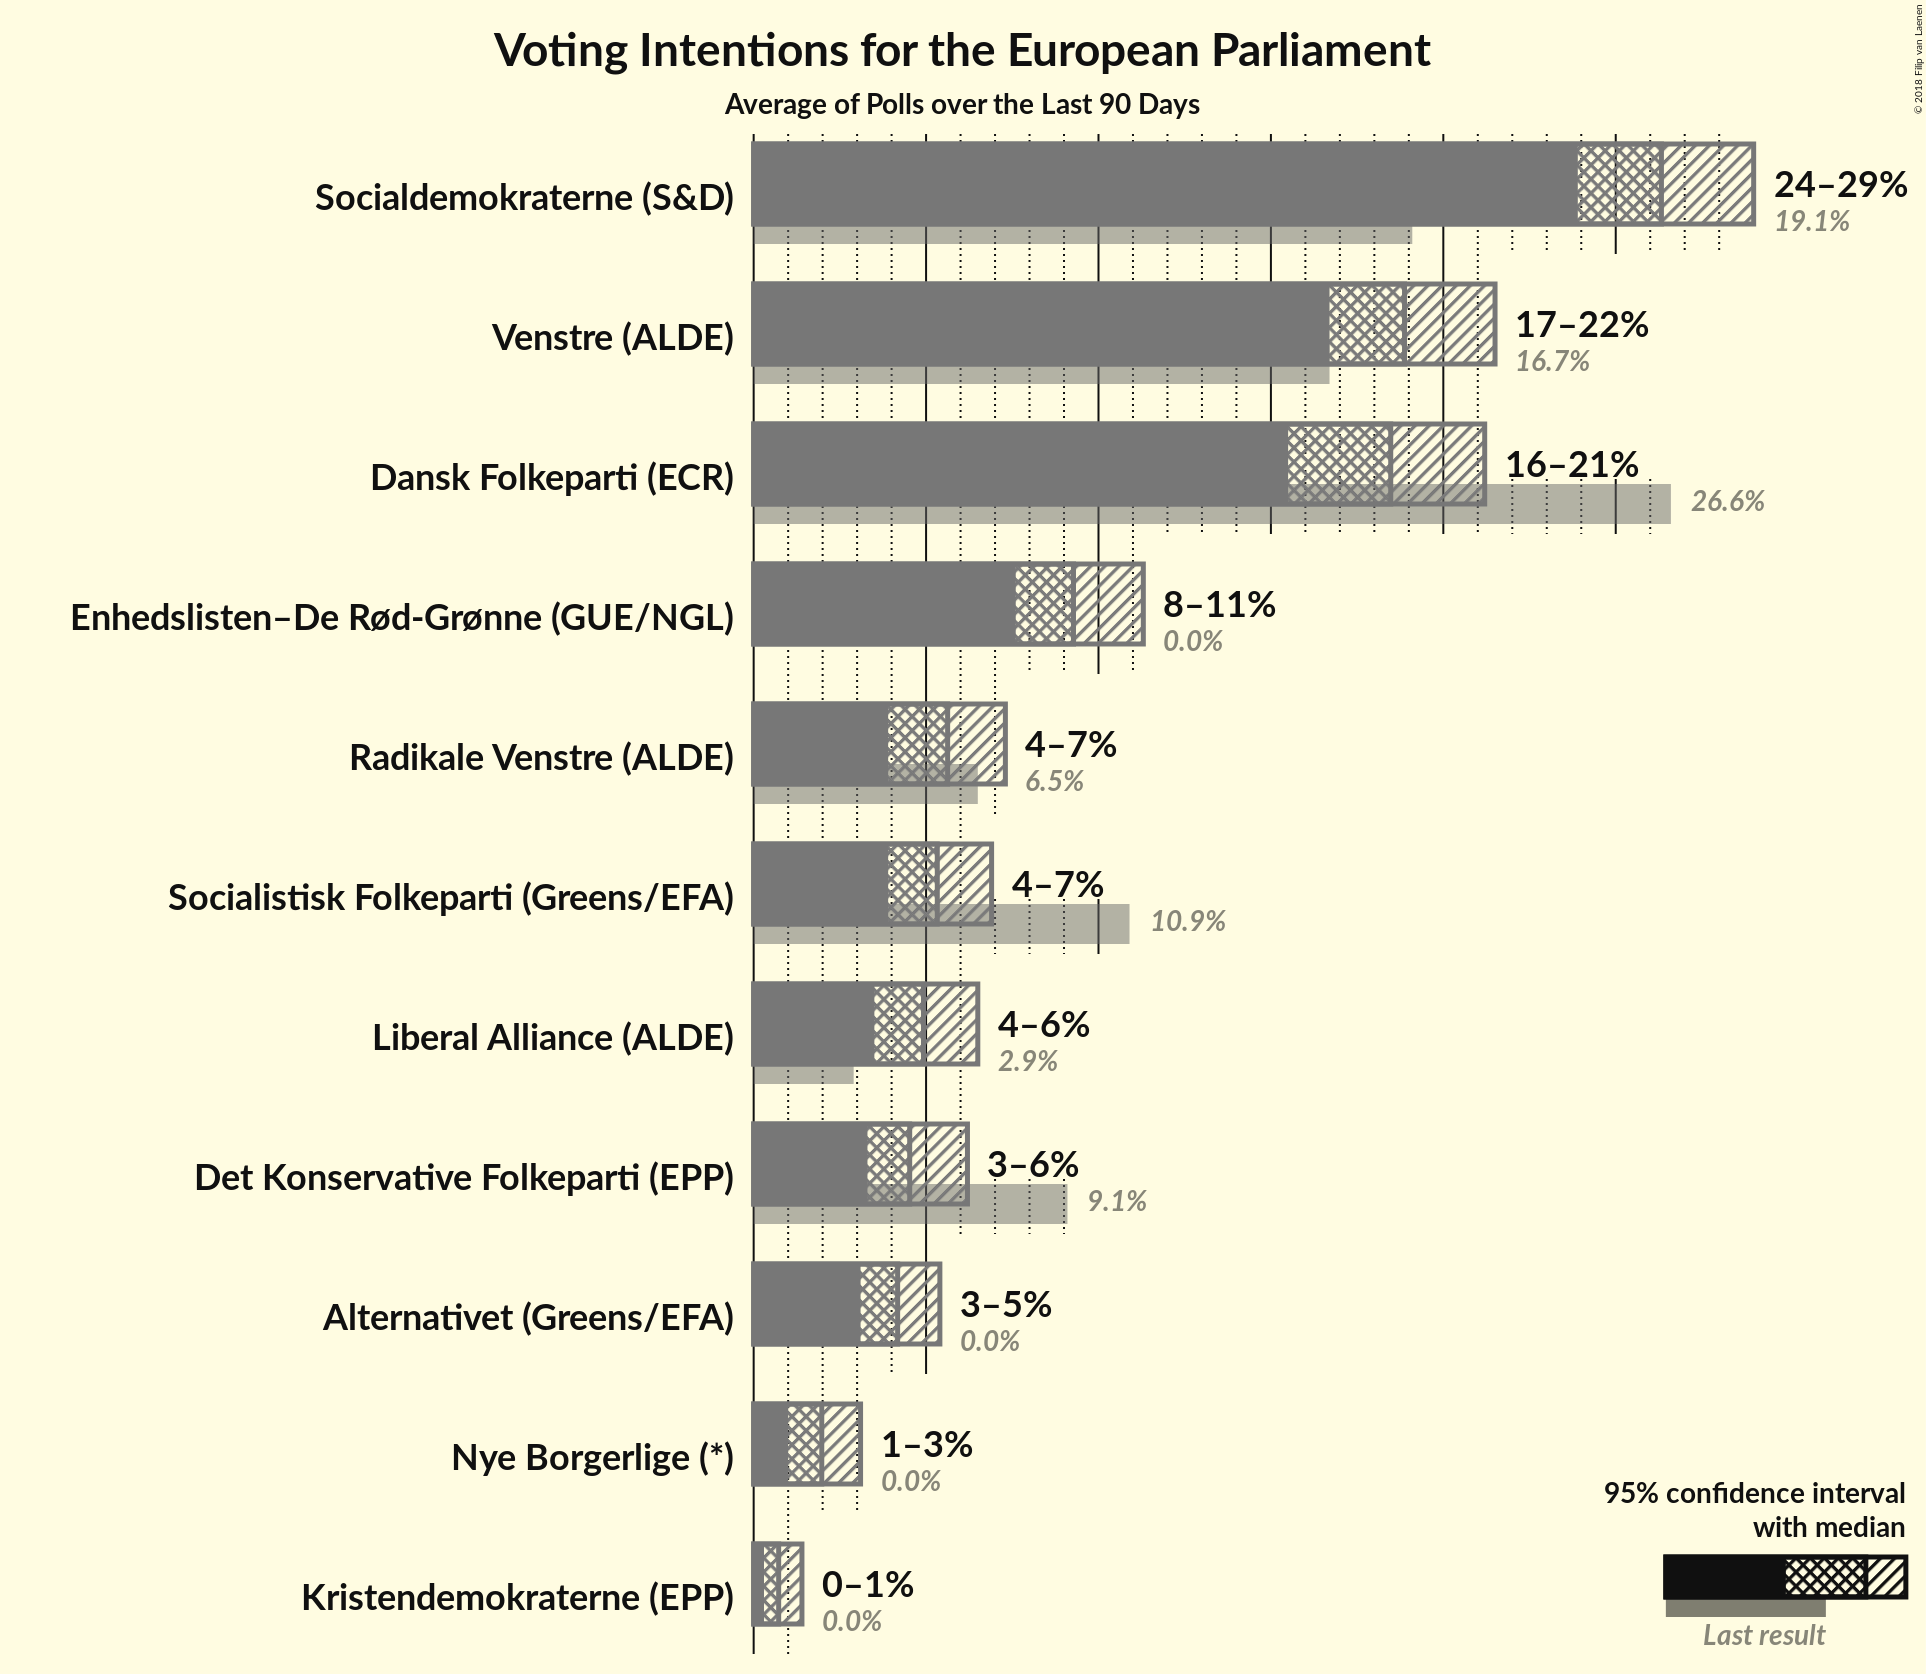 Voting Intentions for the European Parliament
Average of Polls over the Last 90 Days
© 2018 Filip van Laenen
Socialdemokraterne (S&D)
24–29%
19.1%
Venstre (ALDE)
17–22%
16.7%
Dansk Folkeparti (ECR)
16–21%
26.6%
Enhedslisten–De Rød-Grønne (GUE/NGL)
8–11%
0.0%
Radikale Venstre (ALDE)
4–7%
6.5%
Socialistisk Folkeparti (Greens/EFA)
4–7%
10.9%
Liberal Alliance (ALDE)
4–6%
2.9%
Det Konservative Folkeparti (EPP)
3–6%
9.1%
Alternativet (Greens/EFA)
3–5%
0.0%
Nye Borgerlige (*)
1–3%
0.0%
Kristendemokraterne (EPP)
0–1%
0.0%
95% confidence interval
with median
Last result